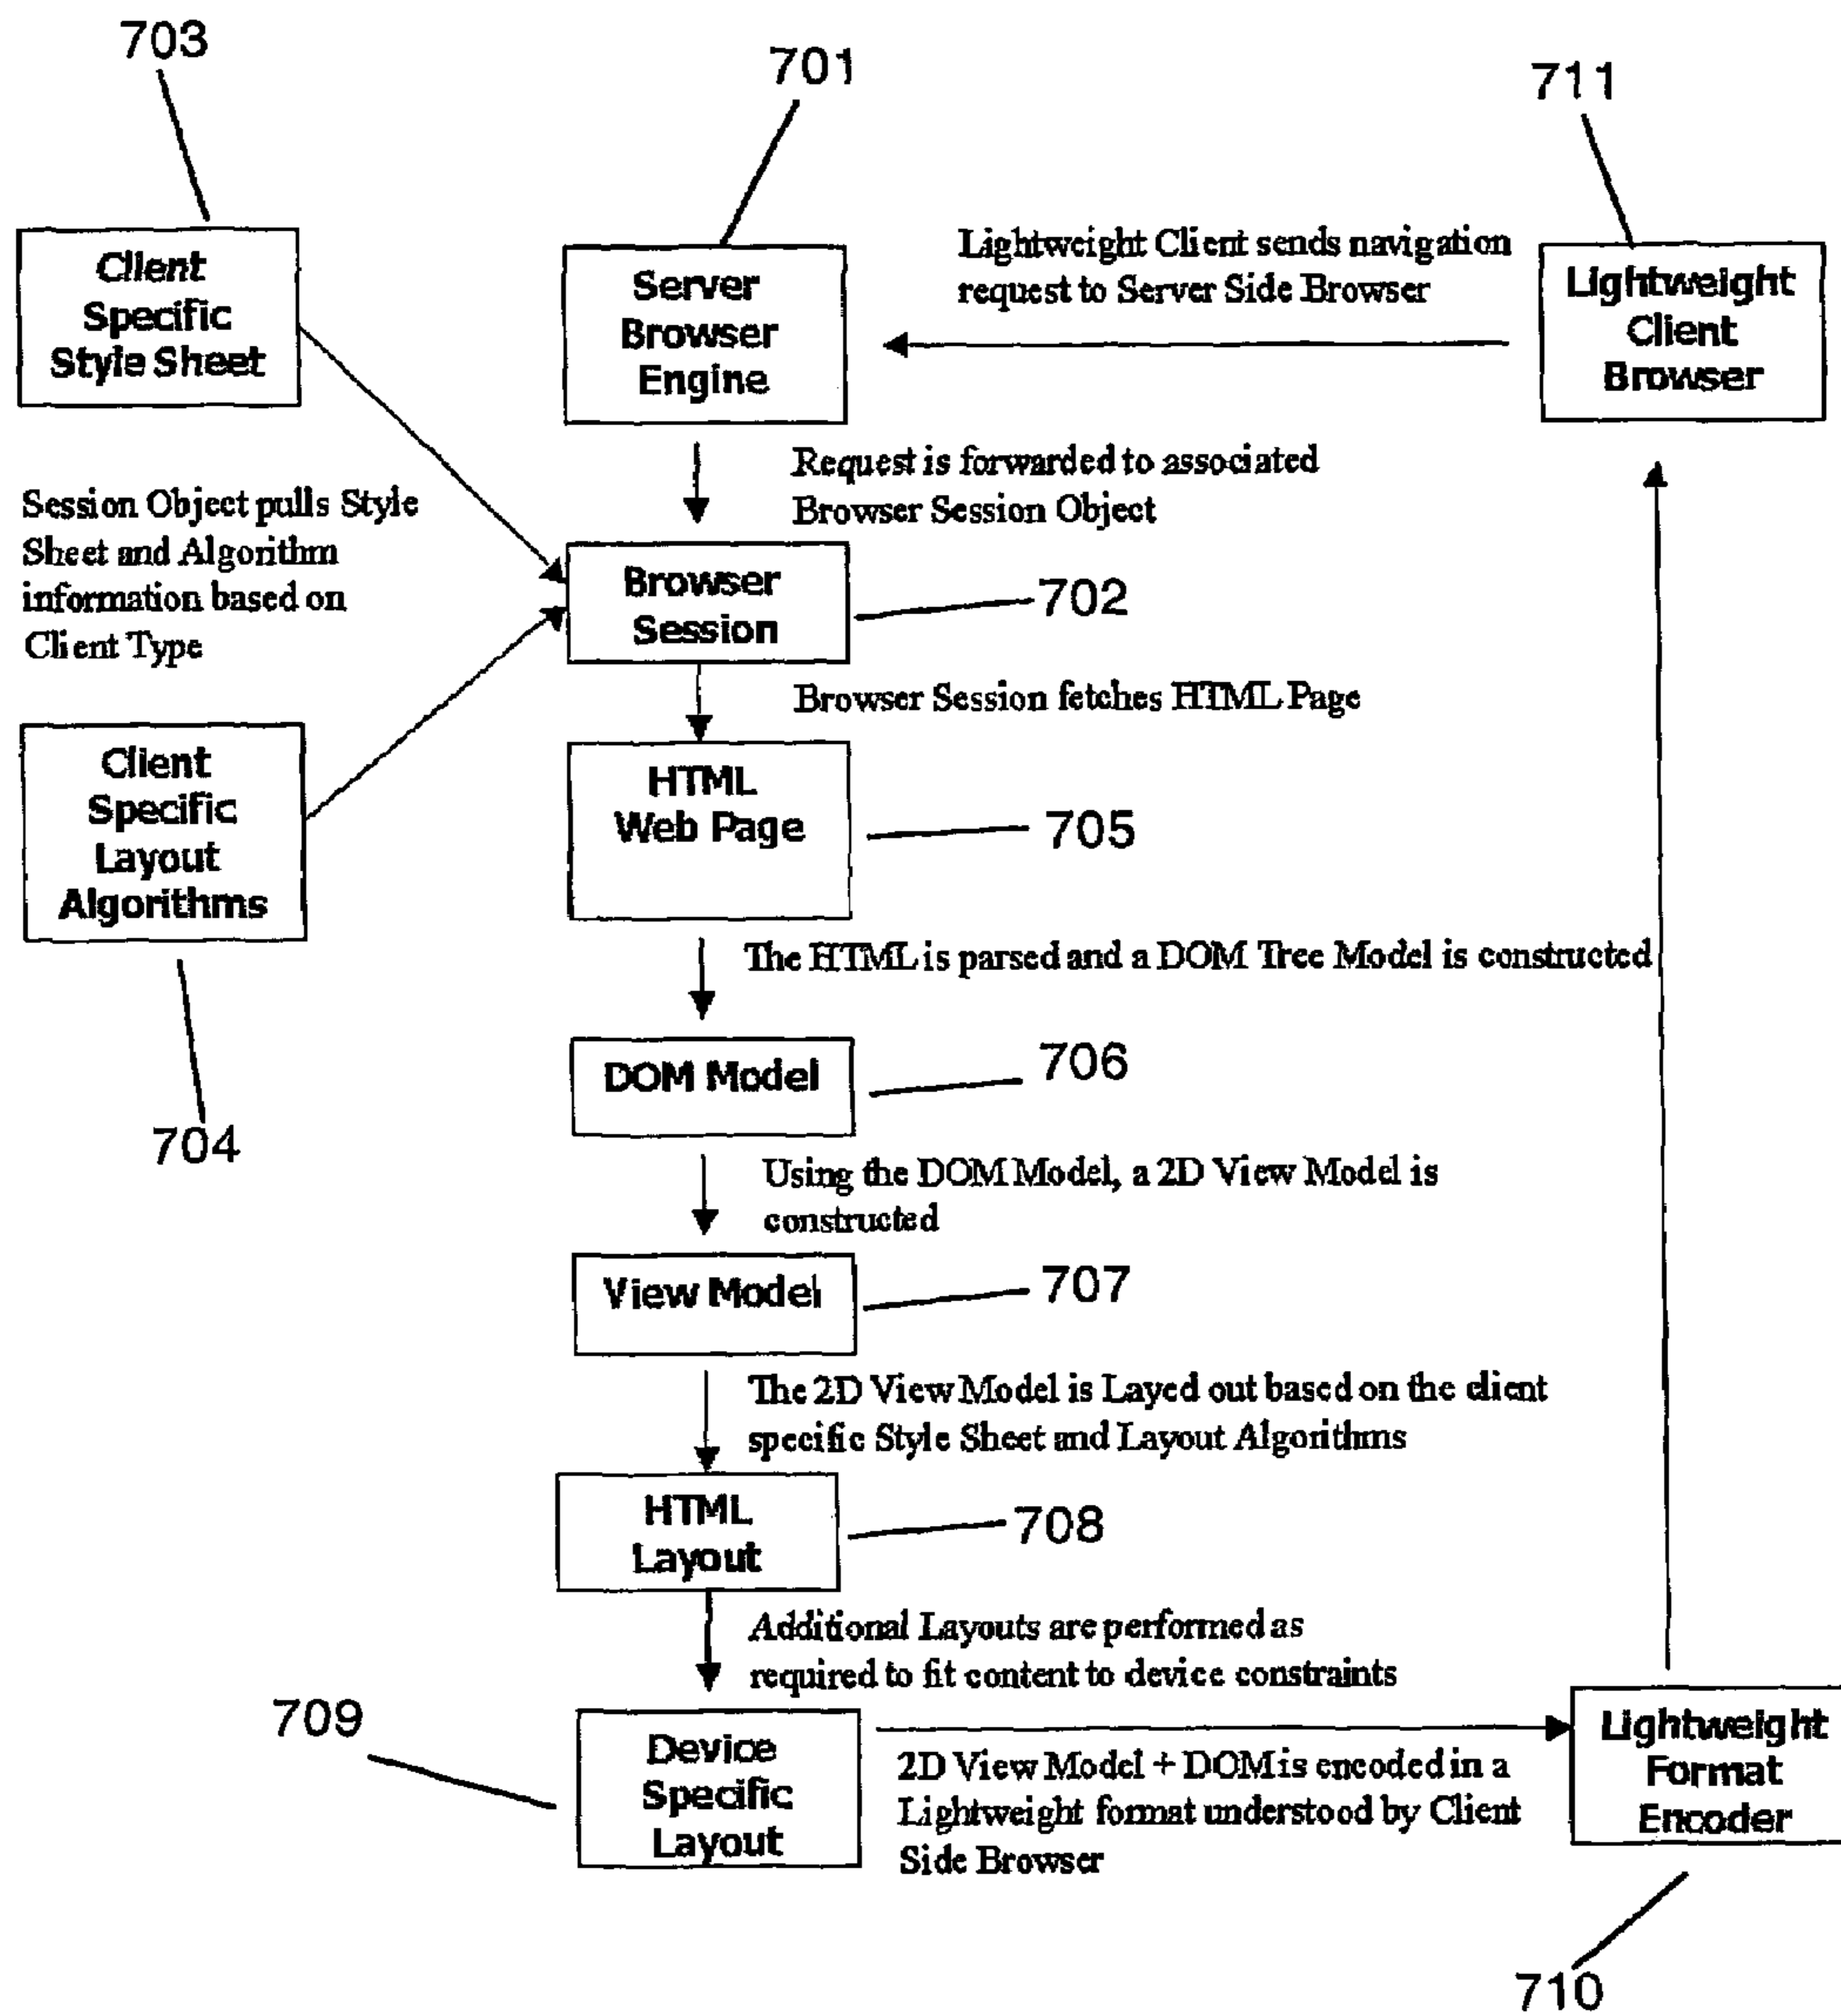 703
701
711
Client
Specific
Style Sheet
Server
Browser
Engine
Lightweight Client sends navigation
request to Server Side Browser
Lightweight
Client
Browser
Request is forwarded to associated
Browser Session Object
Session Object pulls Style
Sheet and Algorithm
information based on
Client Type
Browser
Session
702
Browser Session fetches HTML Page
Client
Specific
Layout
Algorithms
704
HTML
Web Page
705
The HTML is parsed and a DOM Tree Model is constructed
DOM Model
706
Using the DOM Model, a 2D View Model is
constructed
View Model
707
The 2D View Model is Layed out based on the client
specific Style Sheet and Layout Algorithms
HTML
Layout
708
Additional Layouts are performed as
required to fit content to device constraints
709
Device
Specific
Layout
2D View Model + DOM is encoded in a
Lightweight format understood by Client
Side Browser
Lightweight
Format
Encoder
710